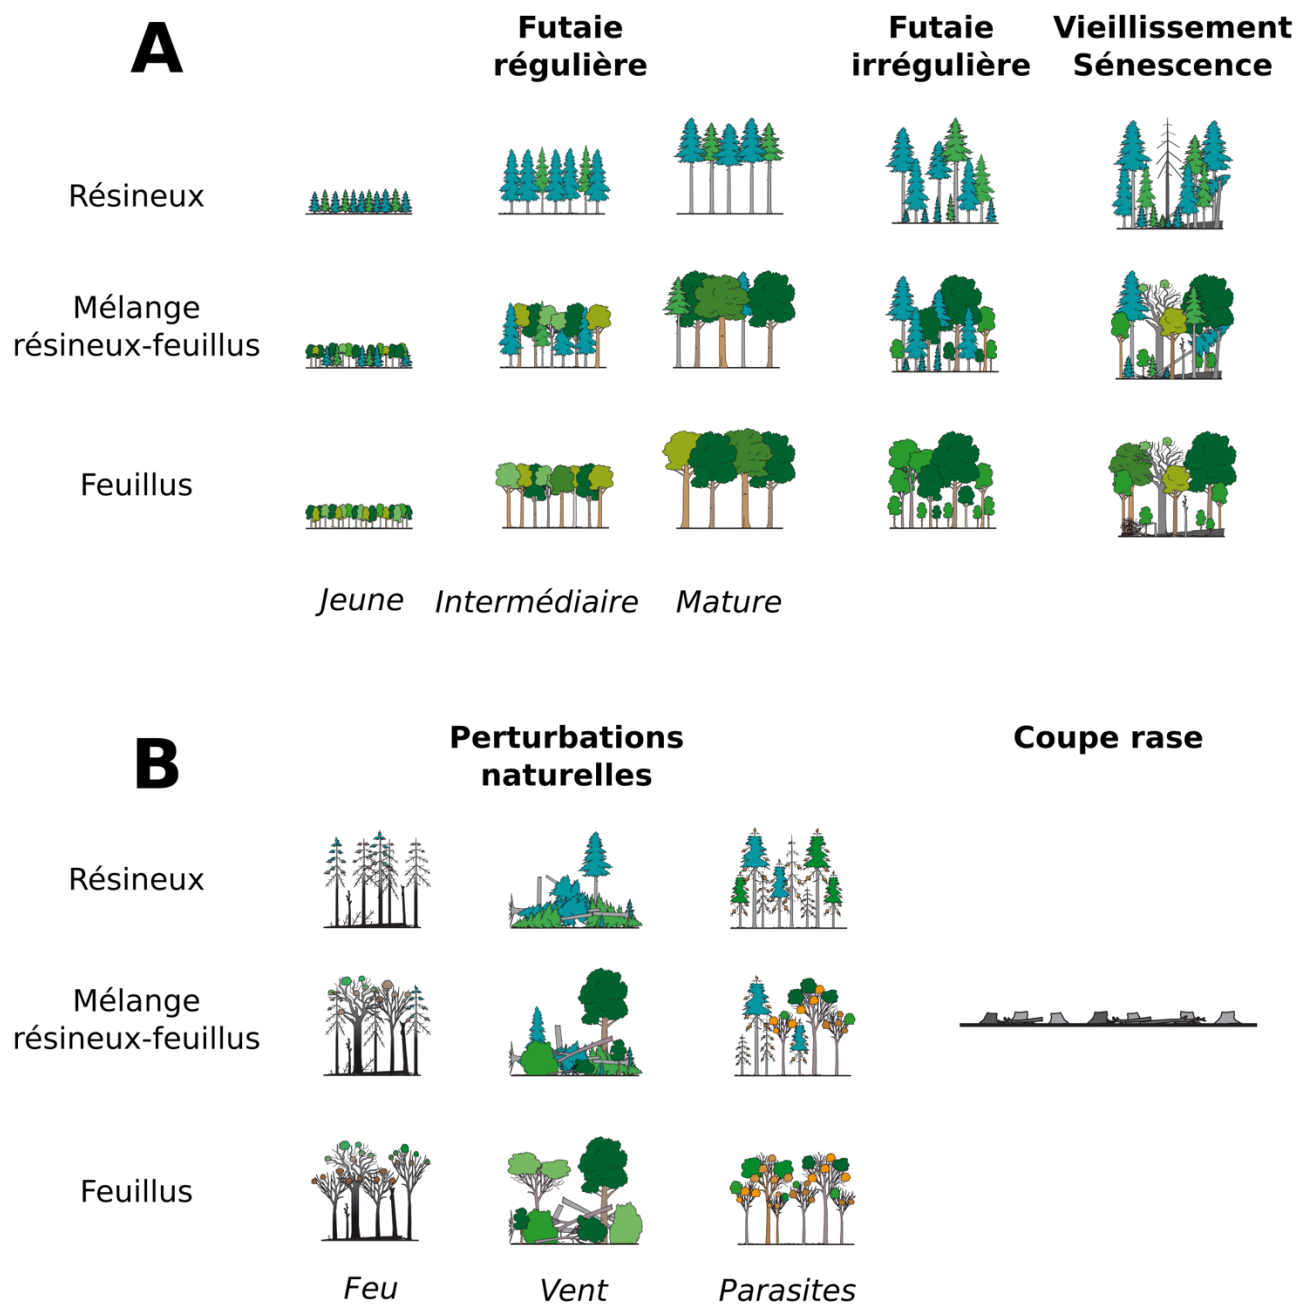 A
Futaie
régulière
Futaie
irrégulière
Vieillissement
Sénescence
Résineux
Mélange
résineux-feuillus
Feuillus
Jeune
Intermédiaire
Mature
B
Perturbations
naturelles
Coupe rase
Résineux
Mélange
résineux-feuillus
Feuillus
Feu
Vent
Parasites